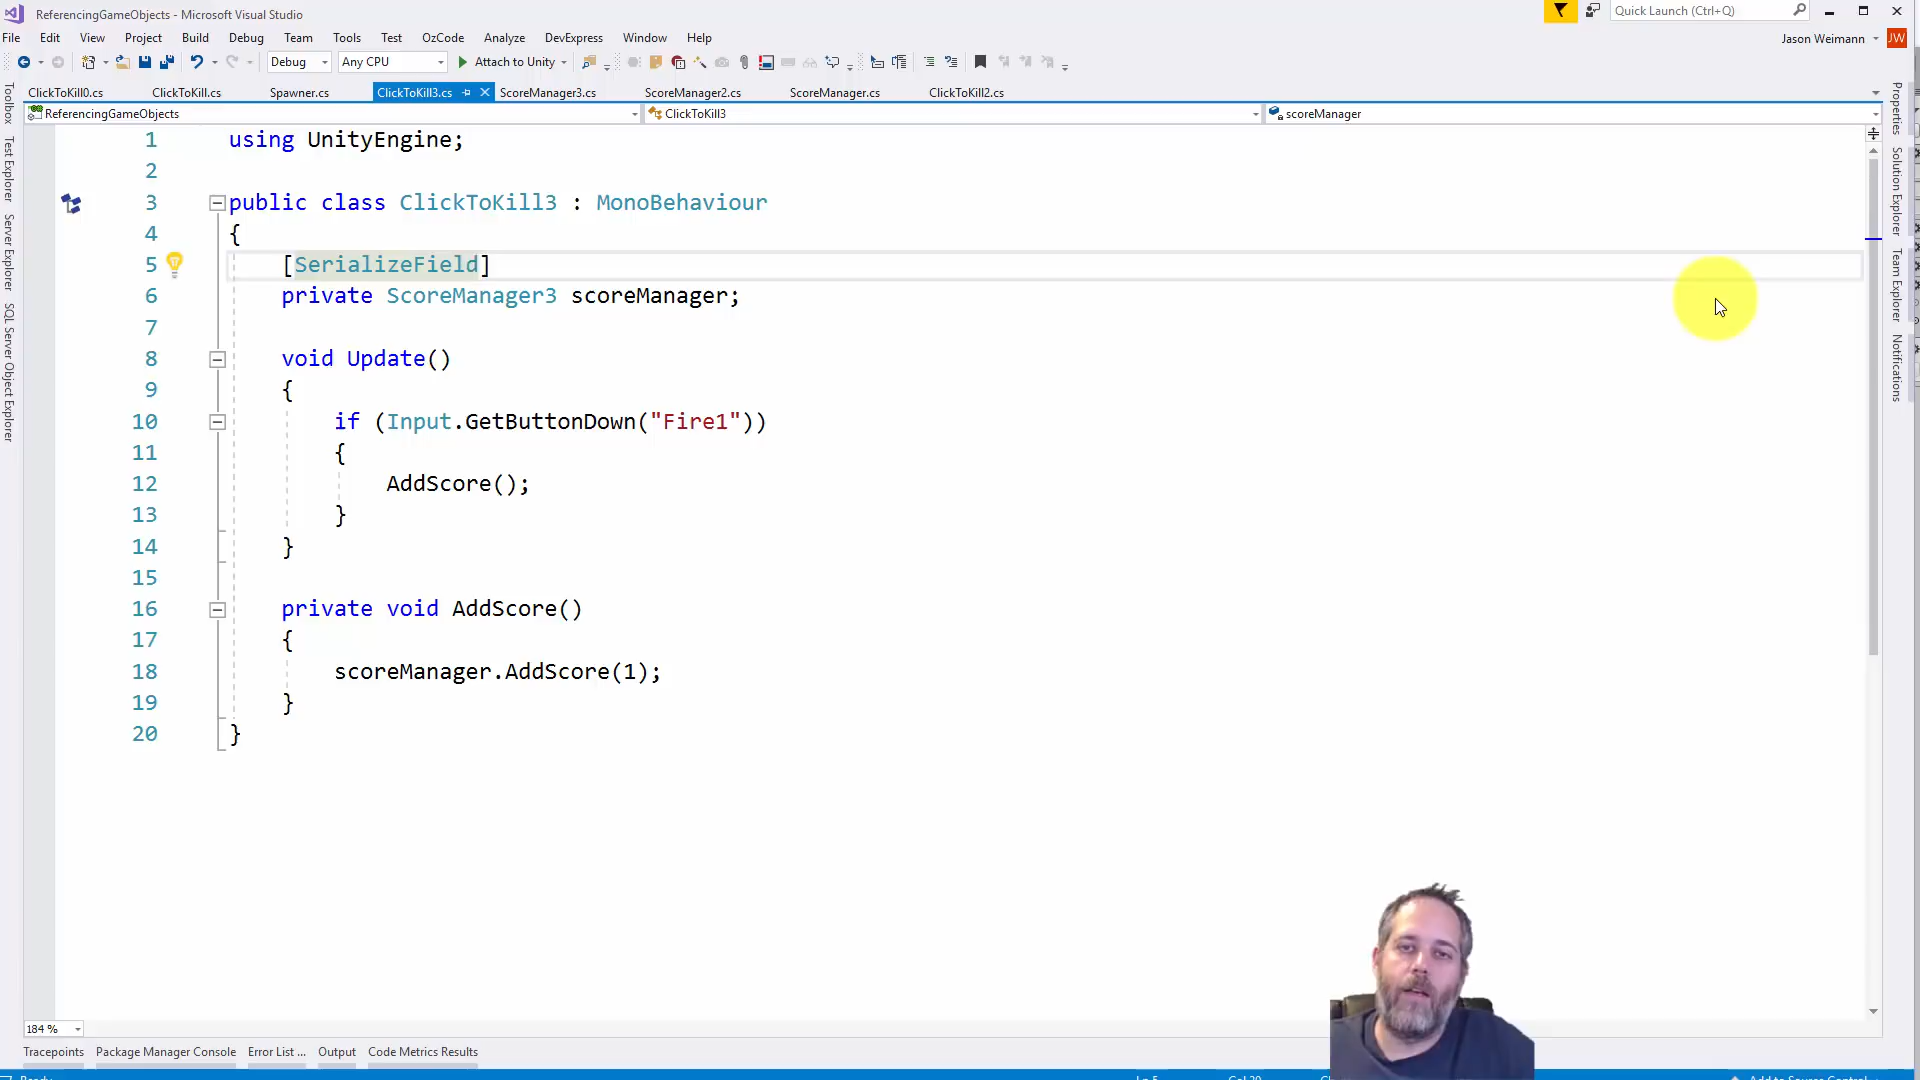 ReferencingGameObjects - Microsoft Visual Studio
Quick Launch (Ctrl+Q)
File Edit View Project Build Debug Team Tools Test OzCode Analyze DevExpress Window Help
Jason Weimann JW
Debug Any CPU Attach to Unity
ClickToKill0.cs ClickToKill.cs Spawner.cs ClickToKill3.cs ScoreManager3.cs ScoreManager2.cs ScoreManager.cs ClickToKill2.cs
ReferencingGameObjects ClickToKill3 scoreManager
1 using UnityEngine;
2
3 public class ClickToKill3 : MonoBehaviour
4 {
5 [SerializeField]
6 private ScoreManager3 scoreManager;
7
8 void Update()
9 {
10 if (Input.GetButtonDown("Fire1"))
11 {
12 AddScore();
13 }
14 }
15
16 private void AddScore()
17 {
18 scoreManager.AddScore(1);
19 }
20 }
Toolbox
Test Explorer
Server Explorer
SQL Server Object Explorer
Properties
Solution Explorer
Team Explorer
Notifications
184 %
Tracepoints Package Manager Console Error List ... Output Code Metrics Results